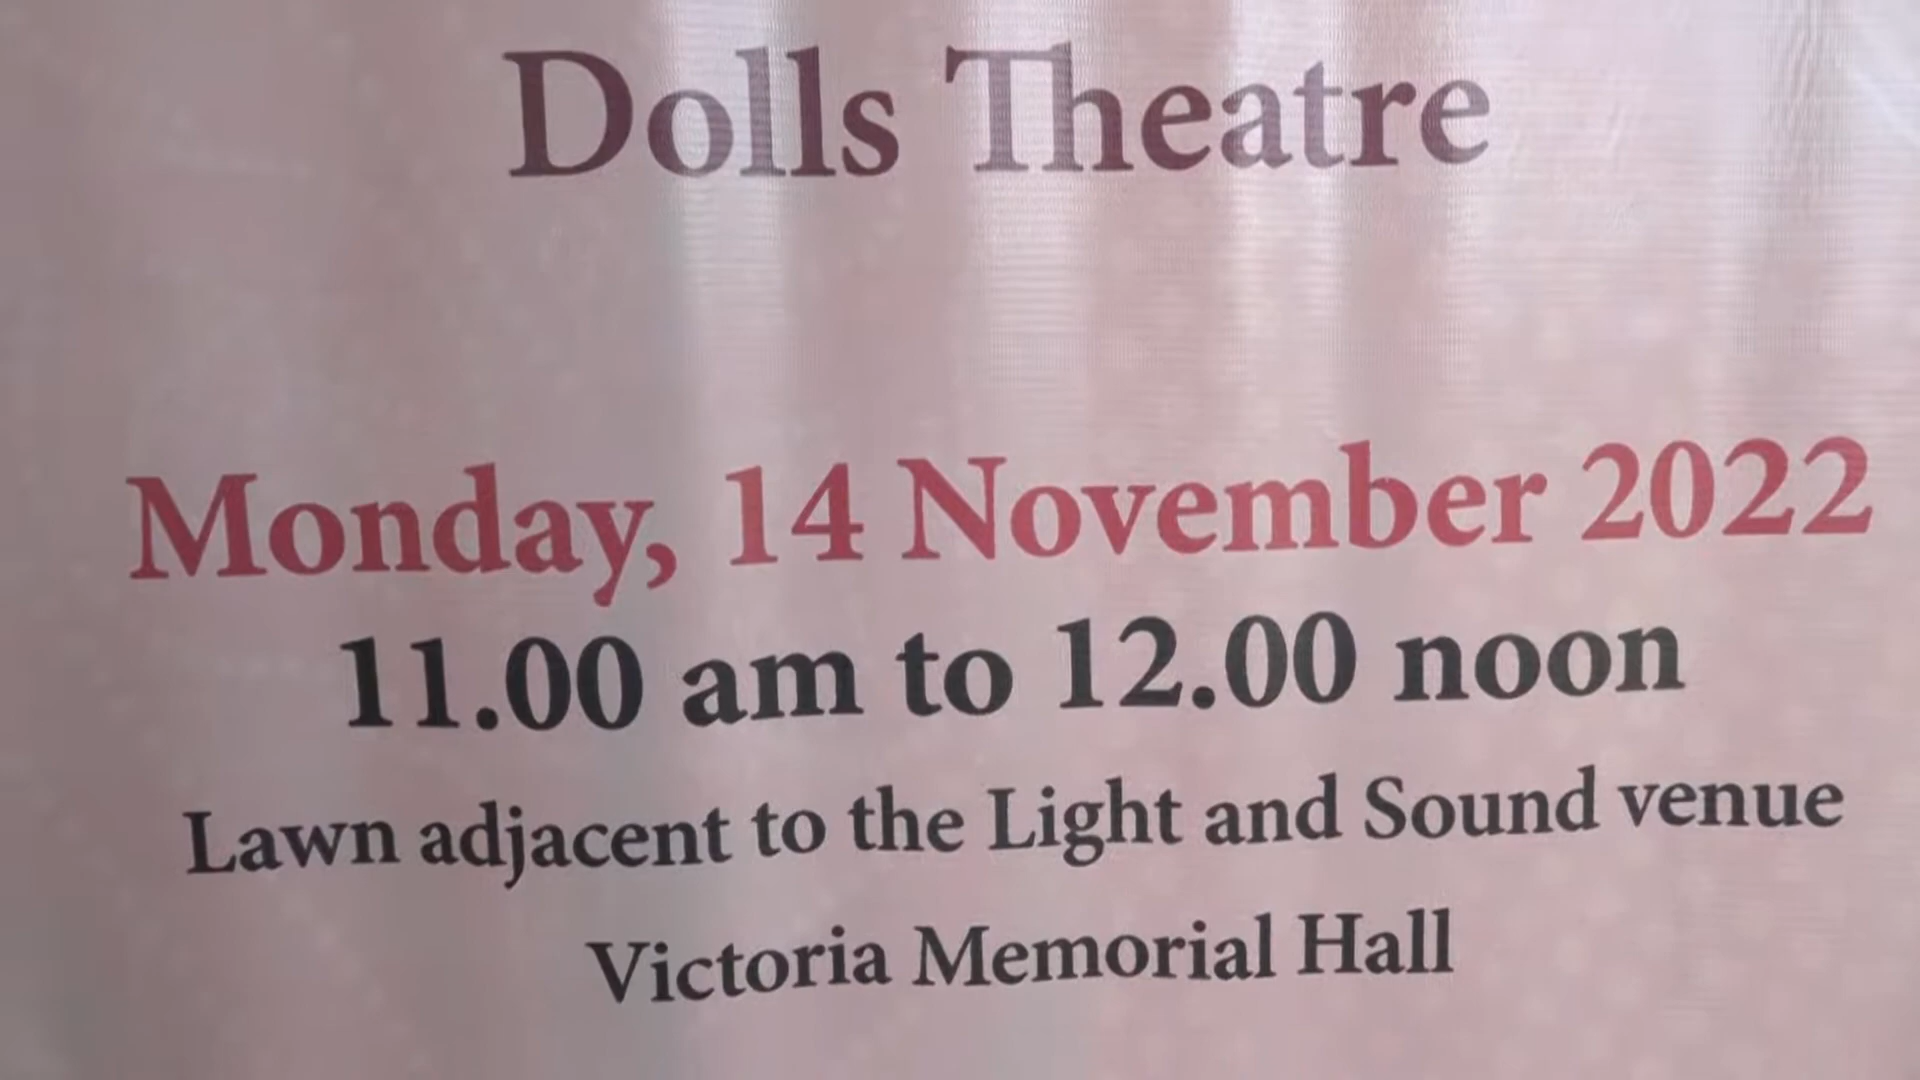 Dolls Theatre
Monday, 14 November 2022
11.00 am to 12.00 noon
Lawn adjacent to the Light and Sound venue
Victoria Memorial Hall